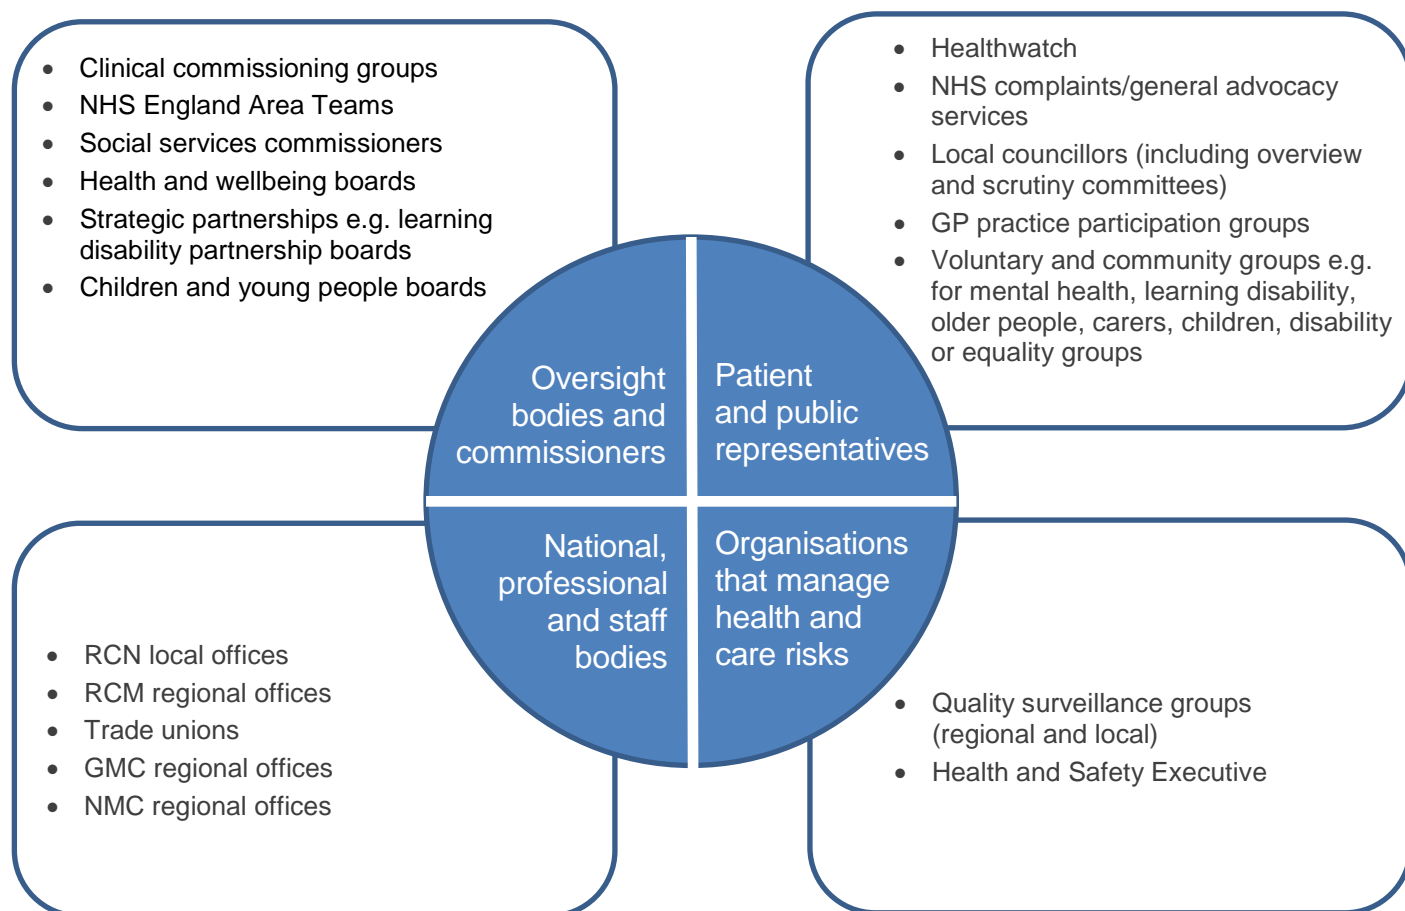 • Clinical commissioning groups
• NHS England Area Teams
• Social services commissioners
• Health and wellbeing boards
• Strategic partnerships e.g. learning
disability partnership boards
• Children and young people boards
• Healthwatch
• NHS complaints/general advocacy
services
• Local councillors (including overview
and scrutiny committees)
• GP practice participation groups
• Voluntary and community groups e.g.
for mental health, learning disability,
older people, carers, children, disability
or equality groups
Oversight
bodies and
commissioners
Patient
and public
representatives
National,
professional
and staff
bodies
Organisations
that manage
health and
care risks
• RCN local offices
• RCM regional offices
• Trade unions
• GMC regional offices
• NMC regional offices
• Quality surveillance groups
(regional and local)
• Health and Safety Executive